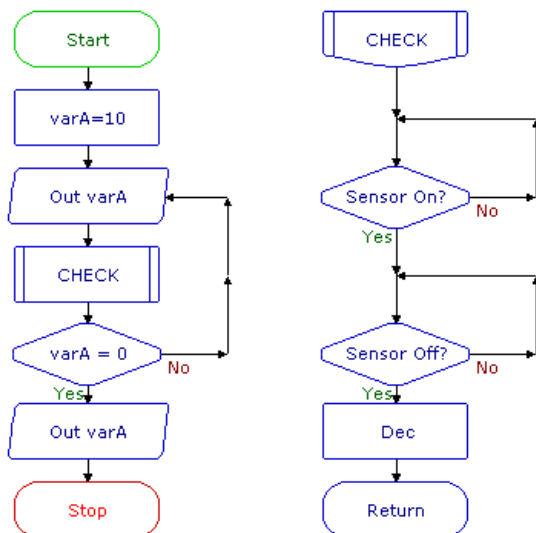 Start
varA=10
Out varA
CHECK
varA = 0
No
Yes
Out varA
Stop
CHECK
Sensor On?
No
Yes
Sensor Off?
No
Yes
Dec
Return